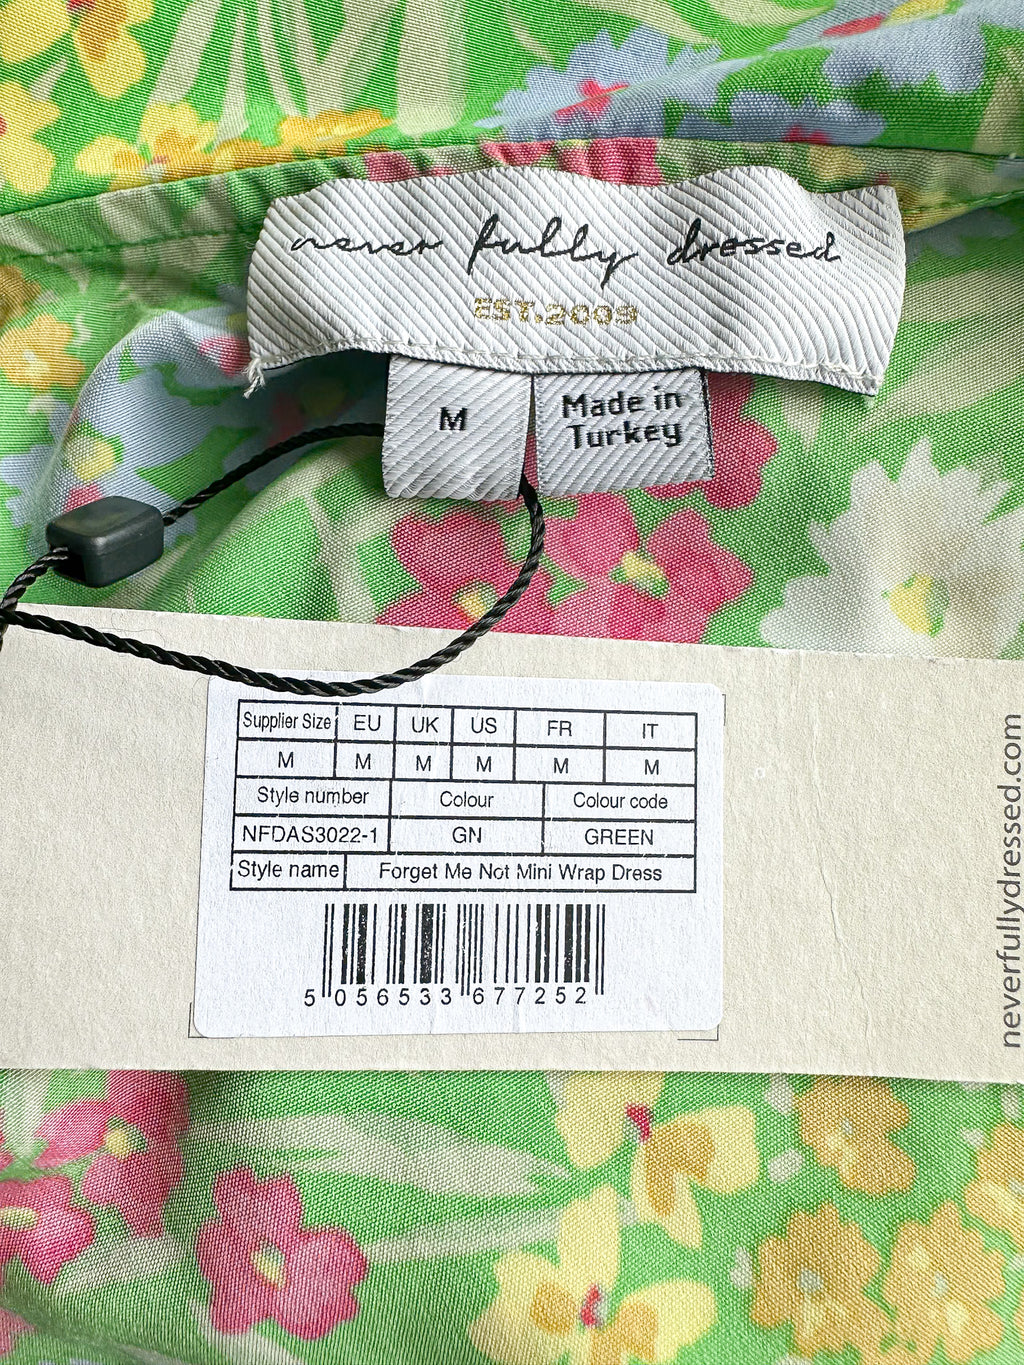 never fully dressed
EST.2009
M
Made in
Turkey
Supplier Size EU UK US FR IT
M M M M M M
Style number Colour Colour code
NFDAS3022-1 GN GREEN
Style name Forget Me Not Mini Wrap Dress
5 056533 677252
neverfullydressed.com